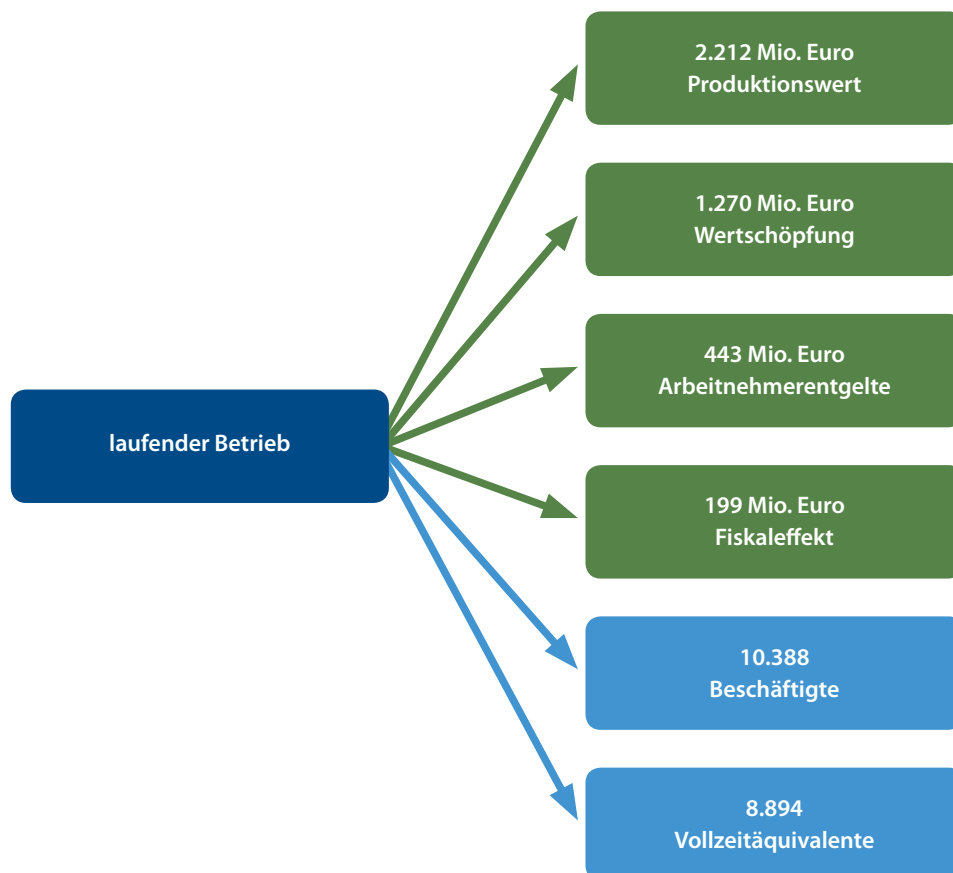 2.212 Mio. Euro
Produktionswert
1.270 Mio. Euro
Wertschöpfung
443 Mio. Euro
Arbeitnehmerentgelte
laufender Betrieb
199 Mio. Euro
Fiskaleffekt
10.388
Beschäftigte
8.894
Vollzeitäquivalente